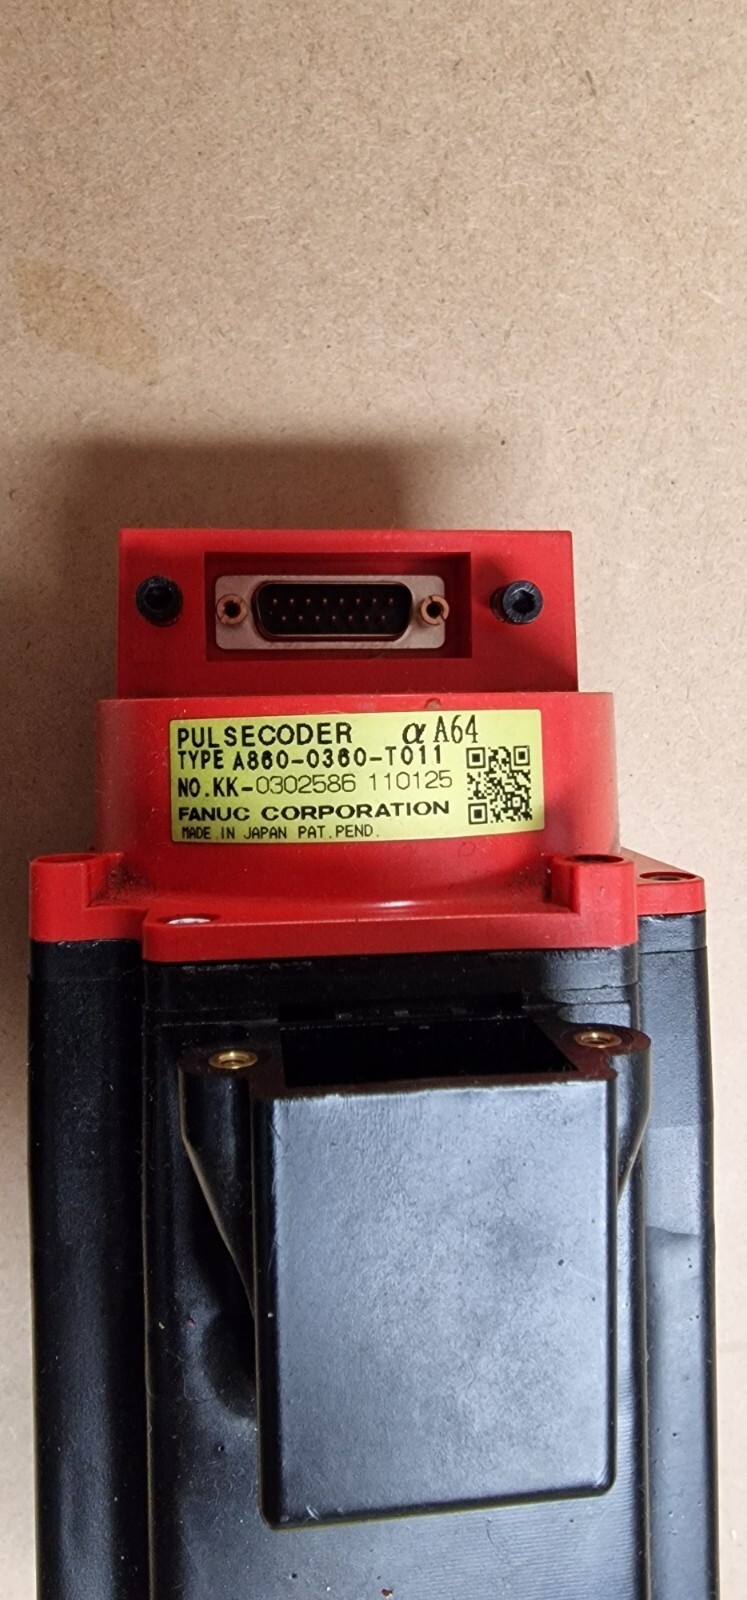 PULSECODER αA64
TYPE A860-0360-T011
NO.KK-0302586 110125
FANUC CORPORATION
MADE IN JAPAN PAT.PEND.